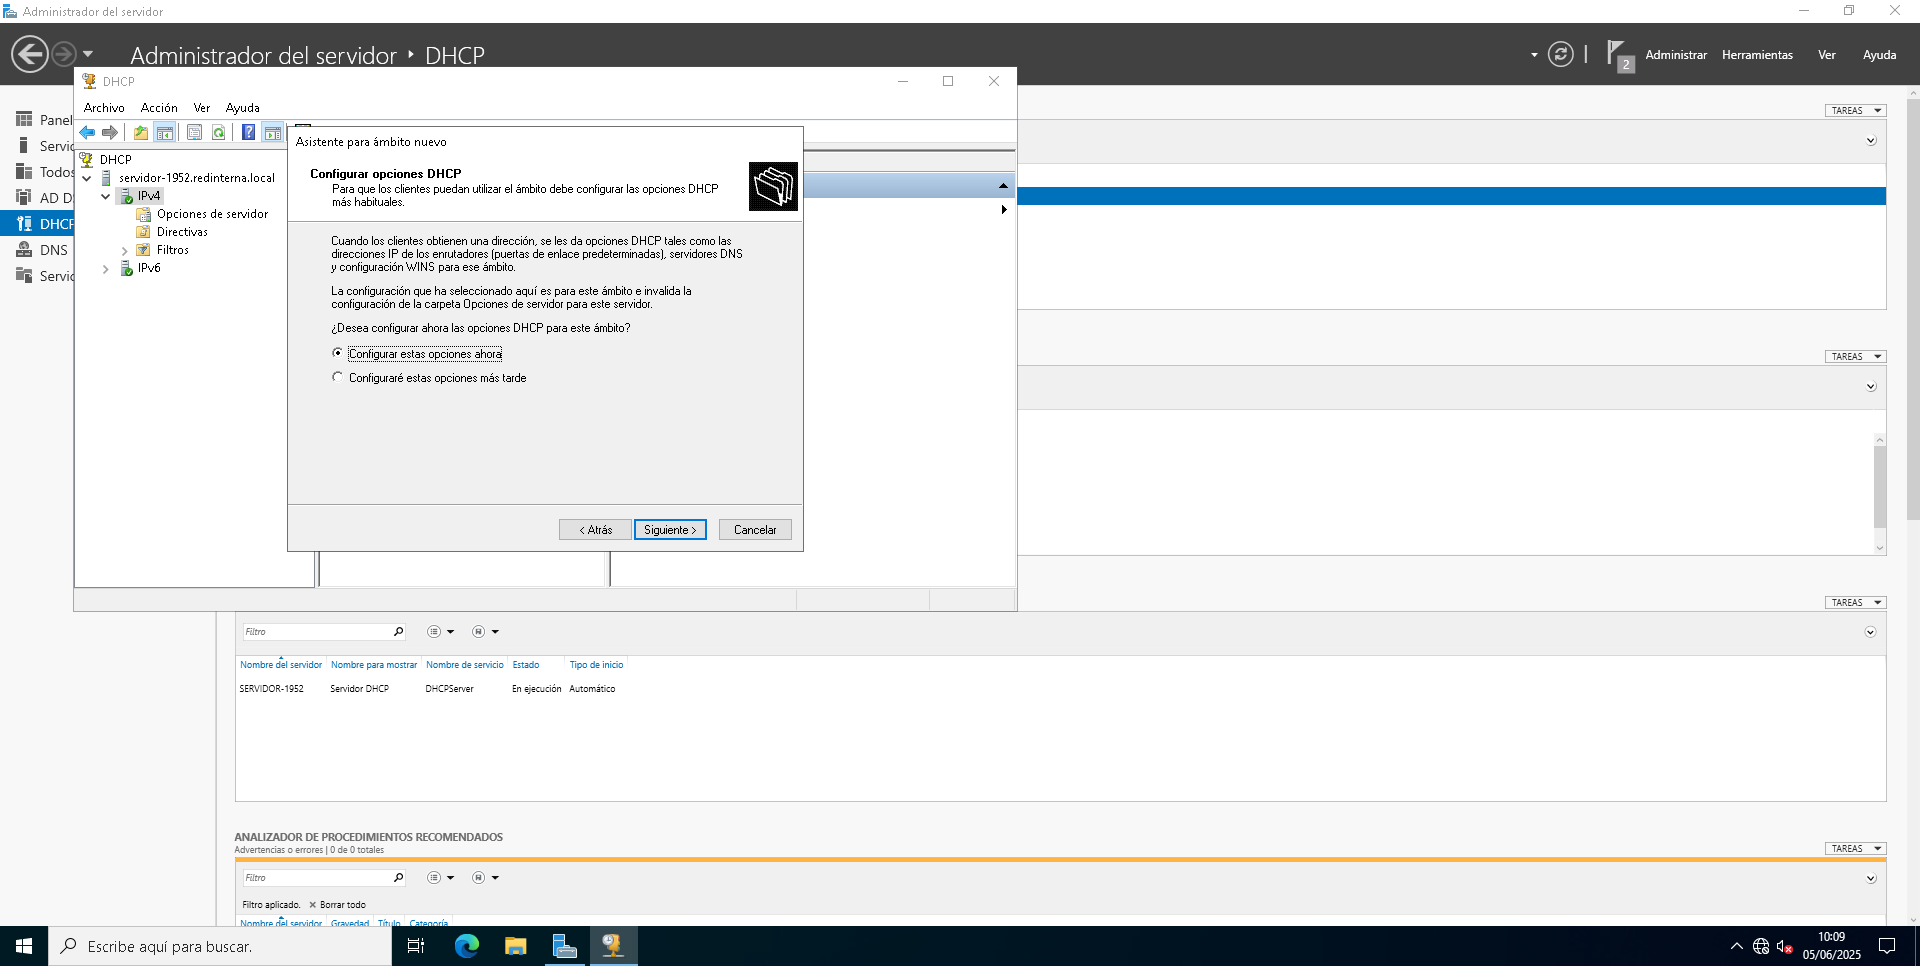 Administrador del servidor
Administrador del servidor ‣ DHCP
2
Administrar
Herramientas
Ver
Ayuda
DHCP
Archivo Acción Ver Ayuda
Panel
Todos
AD D
DHCP
DNS
DHCP
servidor-1952.redinterna.local
IPv4
Opciones de servidor
Directivas
Filtros
IPv6
Asistente para ámbito nuevo
Configurar opciones DHCP
Para que los clientes puedan utilizar el ámbito debe configurar las opciones DHCP
más habituales.
Cuando los clientes obtienen una dirección, se les da opciones DHCP tales como las
direcciones IP de los enrutadores (puertas de enlace predeterminadas), servidores DNS
y configuración WINS para ese ámbito.
La configuración que ha seleccionado aquí es para este ámbito e invalida la
configuración de la carpeta Opciones de servidor para este servidor.
¿Desea configurar ahora las opciones DHCP para este ámbito?
Configurar estas opciones ahora
Configuraré estas opciones más tarde
< Atrás
Siguiente >
Cancelar
TAREAS
TAREAS
TAREAS
Filtro
Nombre del servidor Nombre para mostrar Nombre de servicio Estado Tipo de inicio
SERVIDOR-1952 Servidor DHCP DHCPServer En ejecución Automático
ANALIZADOR DE PROCEDIMIENTOS RECOMENDADOS
Advertencias o errores | 0 de 0 totales
TAREAS
Filtro
Filtro aplicado. × Borrar todo
Nombre del servidor Gravedad Título Categoría
Escribe aquí para buscar.
10:09
05/06/2025